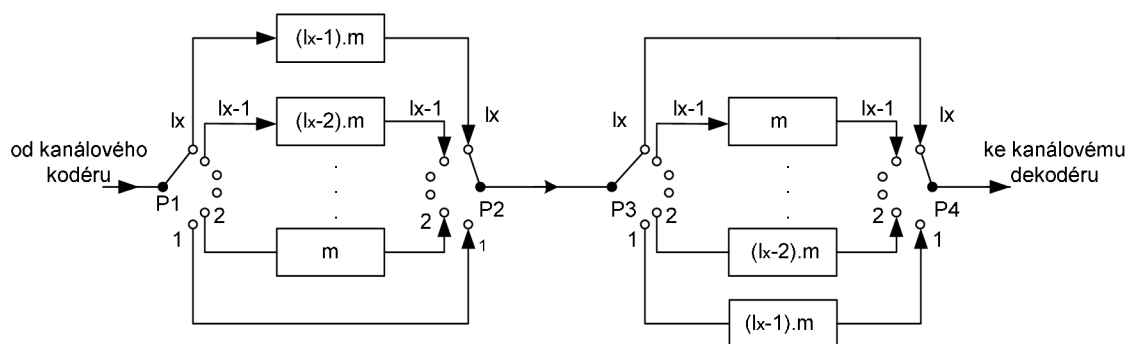 od kanálového
kodéru
P1
lx
lx-1
2
1
(lx-1).m
(lx-2).m
m
lx-1
lx
2
1
P2
P3
lx
lx-1
2
1
m
(lx-2).m
(lx-1).m
lx-1
lx
2
1
P4
ke kanálovému
dekodéru